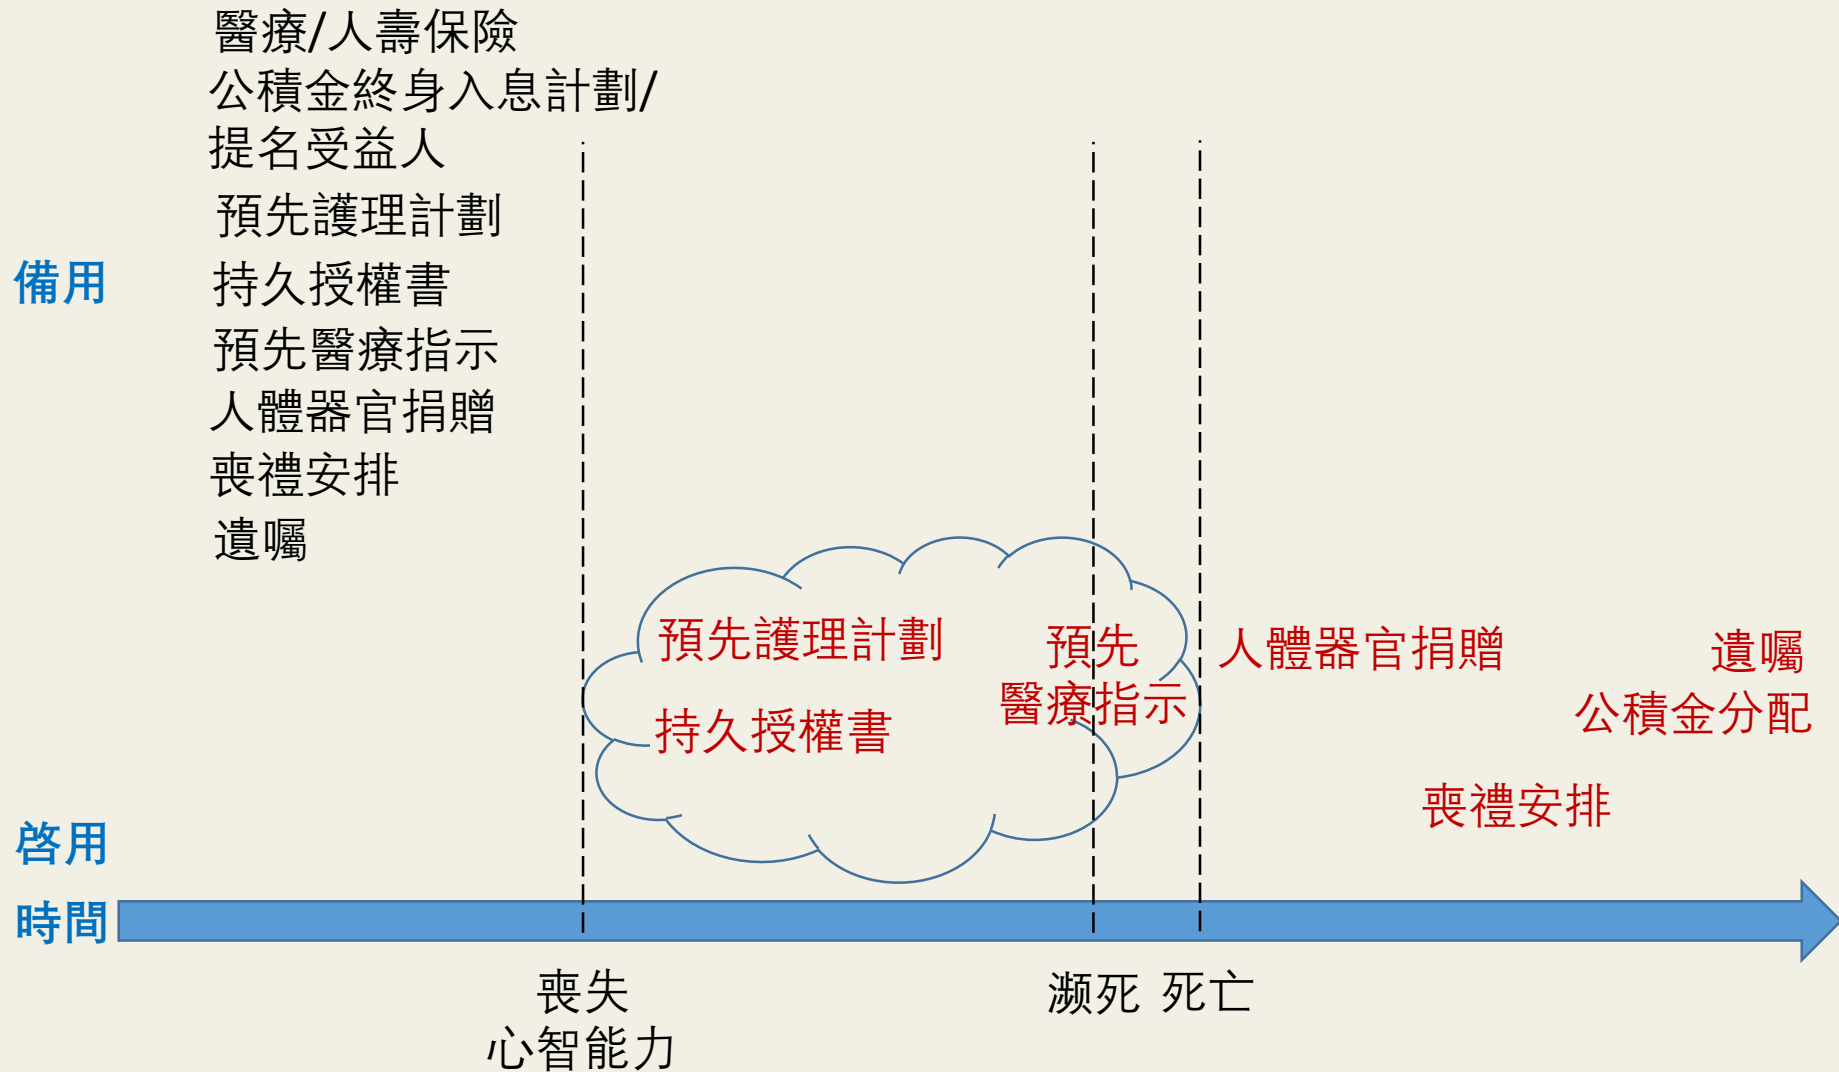 醫療/人壽保險
公積金終身入息計劃/
提名受益人
預先護理計劃
備用
持久授權書
預先醫療指示
人體器官捐贈
喪禮安排
遺囑
預先護理計劃
持久授權書
預先
醫療指示
人體器官捐贈
遺囑
公積金分配
喪禮安排
啓用
時間
喪失
心智能力
瀕死
死亡